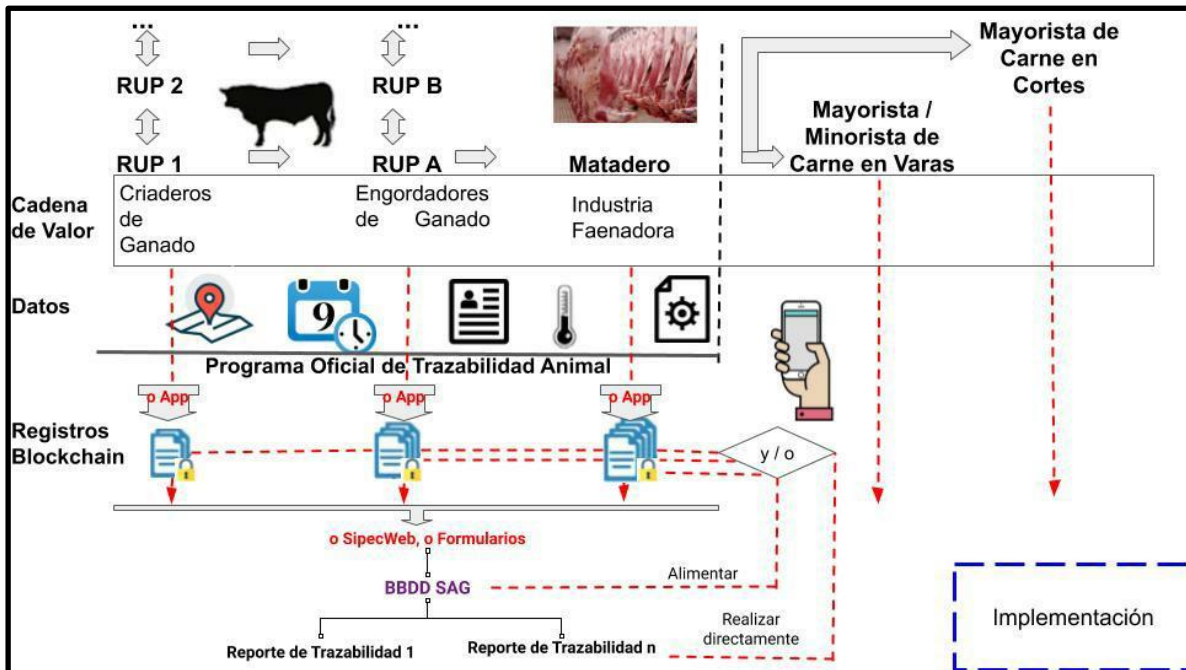 ...
...
RUP 2
RUP B
RUP 1
RUP A
Matadero
Mayorista /
Minorista de
Carne en Varas
Mayorista de
Carne en
Cortes
Cadena
de Valor
Criaderos
de
Ganado
Engordadores
de Ganado
Industria
Faenadora
Datos
9
Programa Oficial de Trazabilidad Animal
o App
o App
o App
Registros
Blockchain
y / o
o SipecWeb, o Formularios
BBDD SAG
Alimentar
Reporte de Trazabilidad 1
Reporte de Trazabilidad n
Realizar
directamente
Implementación